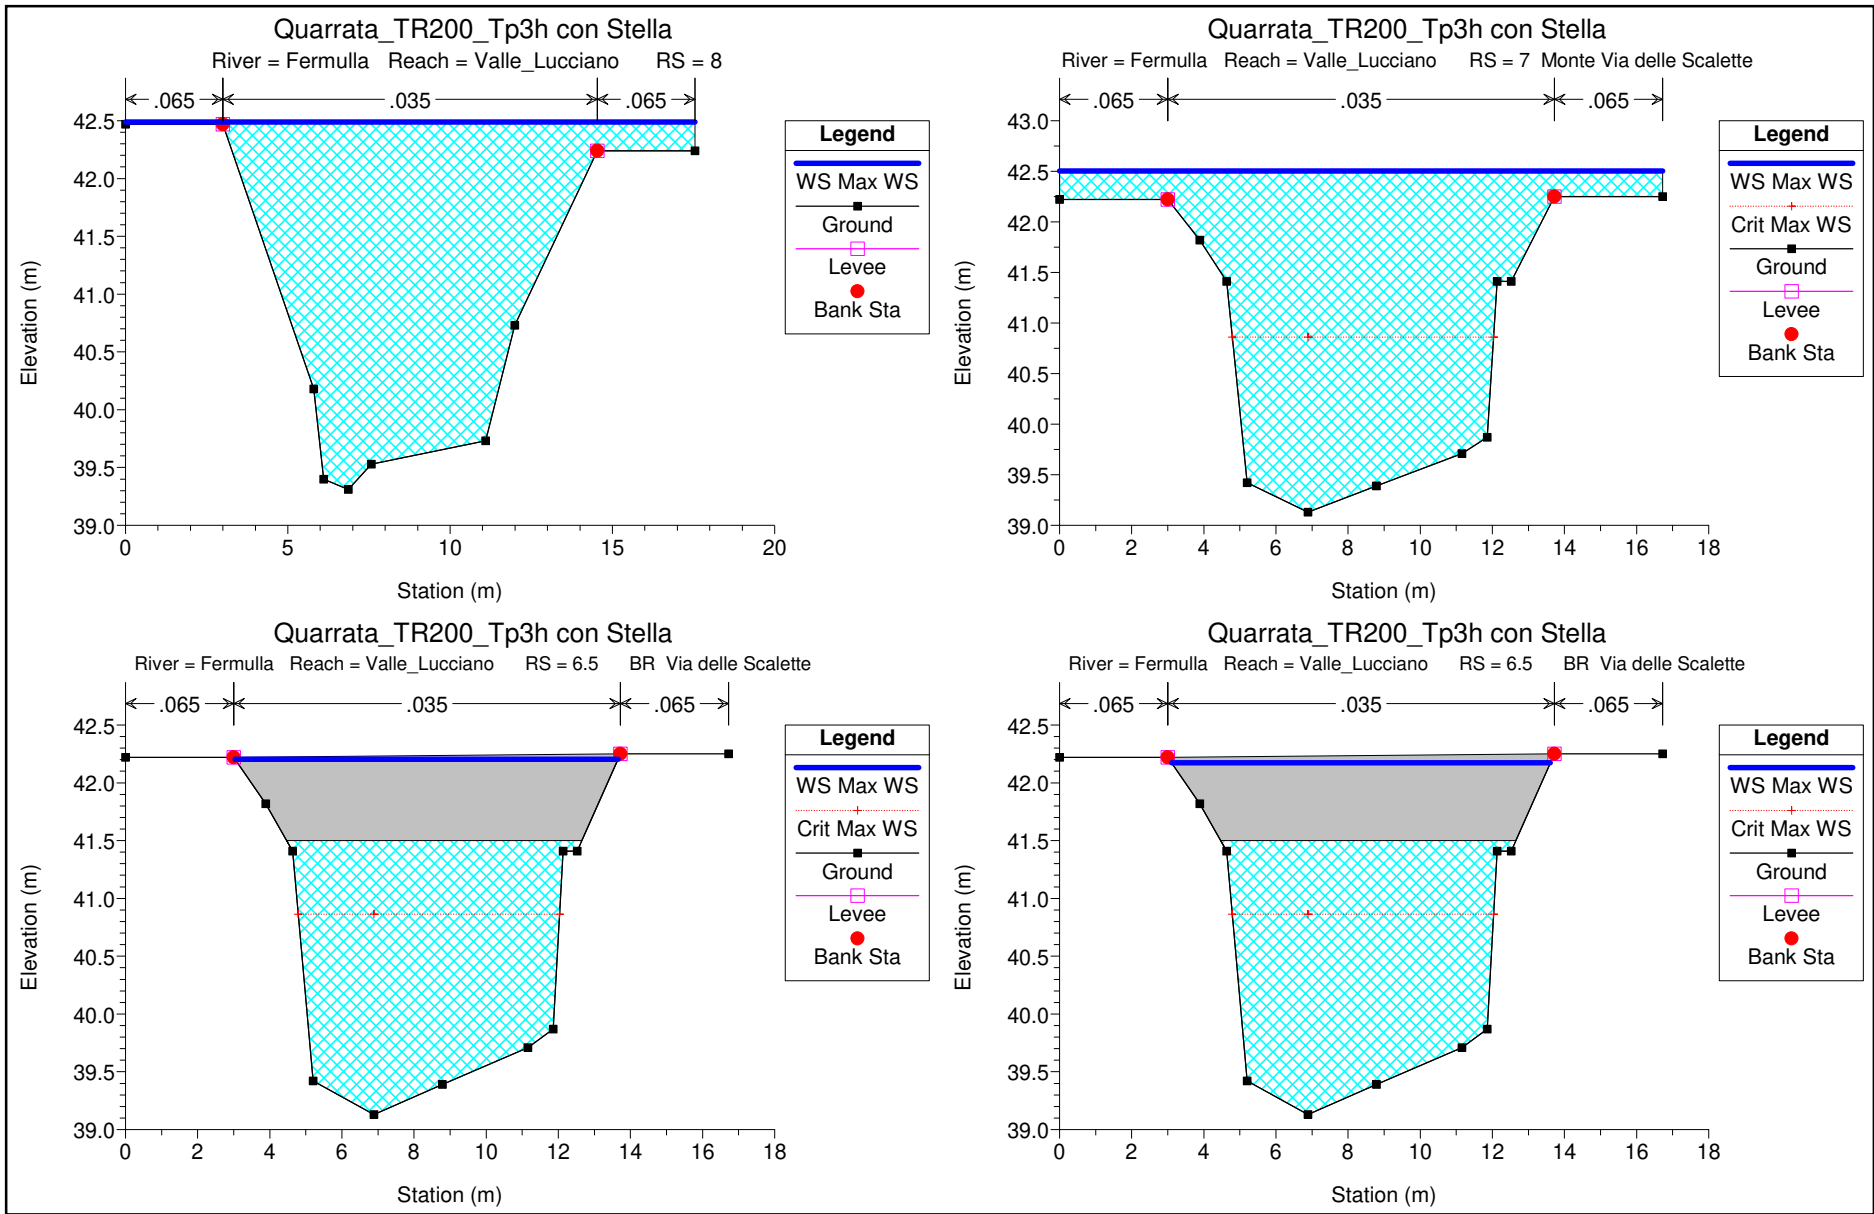 Quarrata_TR200_Tp3h con Stella
River = Fermulla Reach = Valle_Lucciano RS = 8
.065 .035 .065
42.5
42.0
41.5
41.0
40.5
40.0
39.5
39.0
0 5 10 15 20
Station (m)
Elevation (m)
Legend
WS Max WS
Ground
Levee
Bank Sta
Quarrata_TR200_Tp3h con Stella
River = Fermulla Reach = Valle_Lucciano RS = 7 Monte Via delle Scalette
.065 .035 .065
43.0
42.5
42.0
41.5
41.0
40.5
40.0
39.5
39.0
0 2 4 6 8 10 12 14 16 18
Station (m)
Elevation (m)
Legend
WS Max WS
Crit Max WS
Ground
Levee
Bank Sta
Quarrata_TR200_Tp3h con Stella
River = Fermulla Reach = Valle_Lucciano RS = 6.5 BR Via delle Scalette
.065 .035 .065
42.5
42.0
41.5
41.0
40.5
40.0
39.5
39.0
0 2 4 6 8 10 12 14 16 18
Station (m)
Elevation (m)
Legend
WS Max WS
Crit Max WS
Ground
Levee
Bank Sta
Quarrata_TR200_Tp3h con Stella
River = Fermulla Reach = Valle_Lucciano RS = 6.5 BR Via delle Scalette
.065 .035 .065
42.5
42.0
41.5
41.0
40.5
40.0
39.5
39.0
0 2 4 6 8 10 12 14 16 18
Station (m)
Elevation (m)
Legend
WS Max WS
Crit Max WS
Ground
Levee
Bank Sta